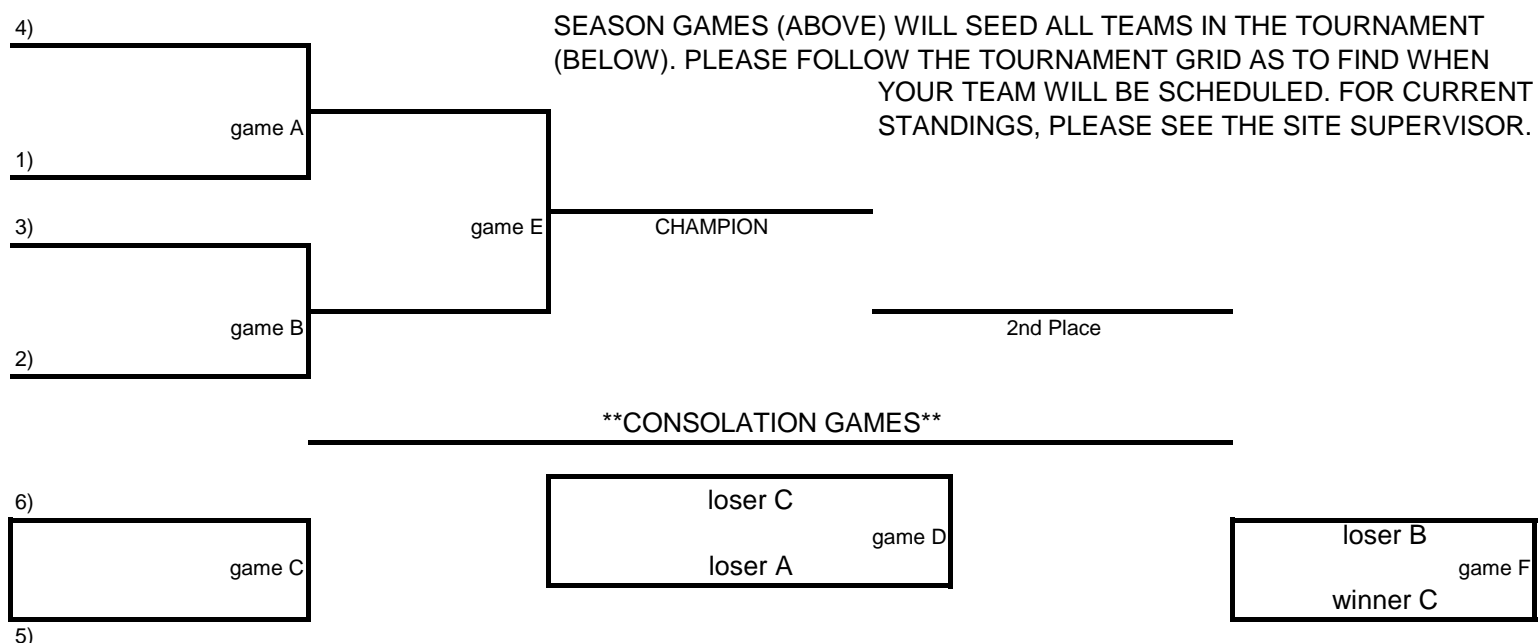 4)
SEASON GAMES (ABOVE) WILL SEED ALL TEAMS IN THE TOURNAMENT
(BELOW). PLEASE FOLLOW THE TOURNAMENT GRID AS TO FIND WHEN
YOUR TEAM WILL BE SCHEDULED. FOR CURRENT
STANDINGS, PLEASE SEE THE SITE SUPERVISOR.
game A
1)
3)
game E
CHAMPION
game B
2nd Place
2)
**CONSOLATION GAMES**
6)
loser C
game D
loser A
loser B
game C
game F
winner C
5)